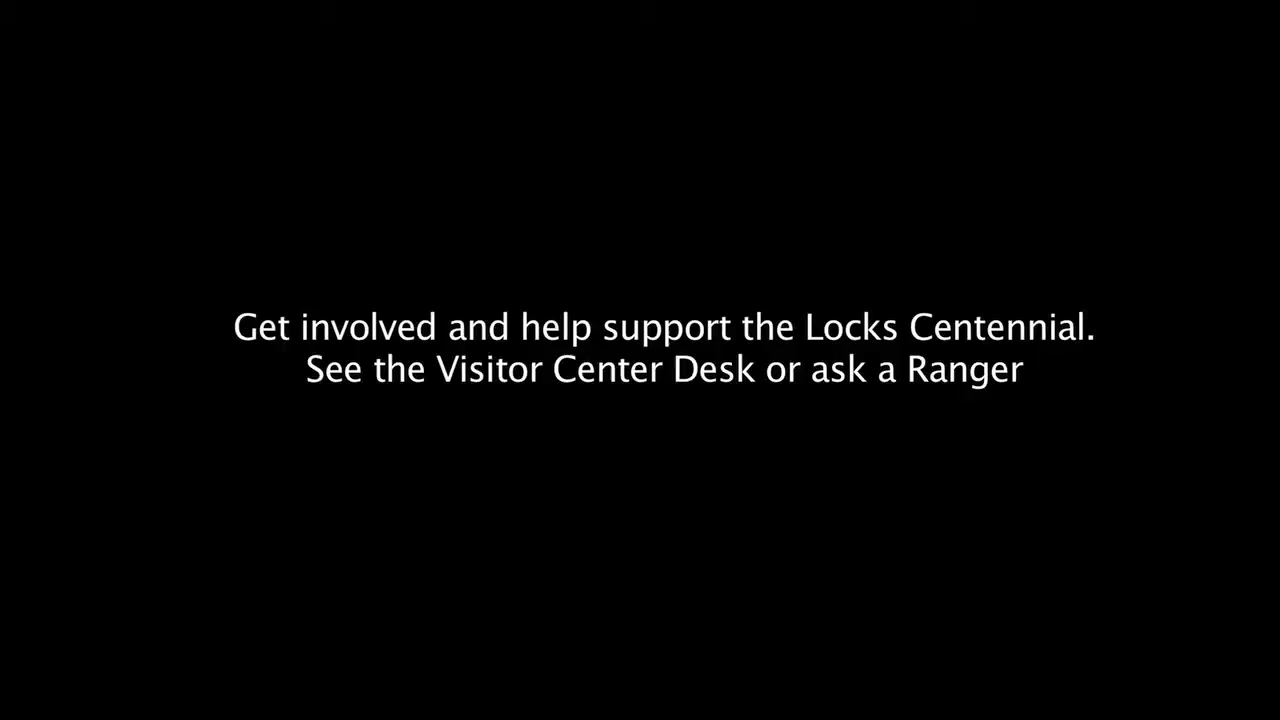 Get involved and help support the Locks Centennial.
See the Visitor Center Desk or ask a Ranger